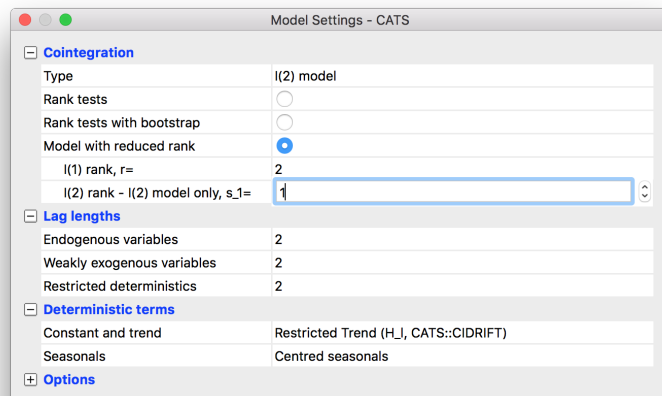 Model Settings - CATS
Cointegration
Type I(2) model
Rank tests
Rank tests with bootstrap
Model with reduced rank
I(1) rank, r= 2
I(2) rank - I(2) model only, s_1= 1
Lag lengths
Endogenous variables 2
Weakly exogenous variables 2
Restricted deterministics 2
Deterministic terms
Constant and trend Restricted Trend (H_l, CATS::CIDRIFT)
Seasonals Centred seasonals
Options